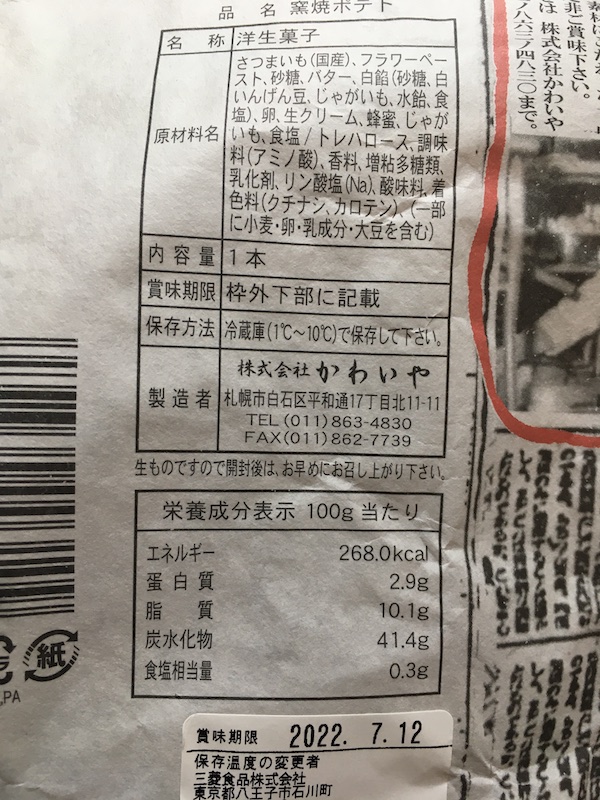 品名 窯焼ポテト
名称 洋生菓子
原材料名 さつまいも(国産)、フラワーペー
スト、砂糖、バター、白餡(砂糖、白
いんげん豆、じゃがいも、水飴、食
塩)、卵、生クリーム、蜂蜜、じゃが
いも、食塩/トレハロース、調味
料(アミノ酸)、香料、増粘多糖類、
乳化剤、リン酸塩(Na)、酸味料、着
色料(クチナシ、カロテン)、(一部
に小麦・卵・乳成分・大豆を含む)
内容量 1本
賞味期限 枠外下部に記載
保存方法 冷蔵庫(1℃〜10℃)で保存して下さい。
製造者 株式会社かわいや
札幌市白石区平和通17丁目北11-11
TEL(011)863-4830
FAX(011)862-7739
生ものですので開封後は、お早めにお召し上がり下さい。
栄養成分表示 100g当たり
エネルギー 268.0kcal
蛋白質 2.9g
脂質 10.1g
炭水化物 41.4g
食塩相当量 0.3g
賞味期限 2022. 7.12
保存温度の変更者
三菱食品株式会社
東京都八王子市石川町
紙
PA
非ご賞味下さい。
は 株式会社かわいや
八六三ー四八三〇まで。